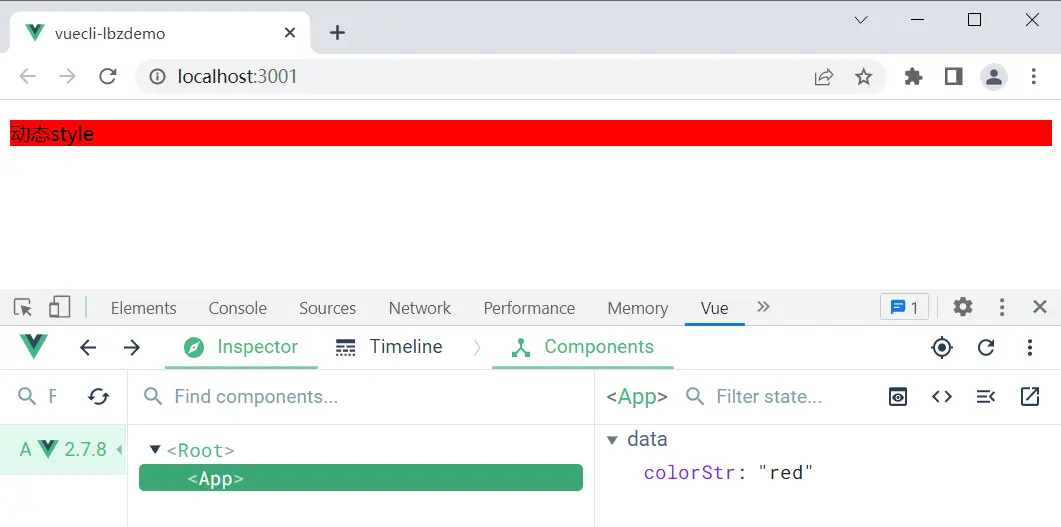 vuecli-lbzdemo
localhost:3001
动态style
Elements Console Sources Network Performance Memory Vue 1
Inspector Timeline Components
F Find components... <App> Filter state...
A 2.7.8 <Root> data
<App> colorStr: "red"